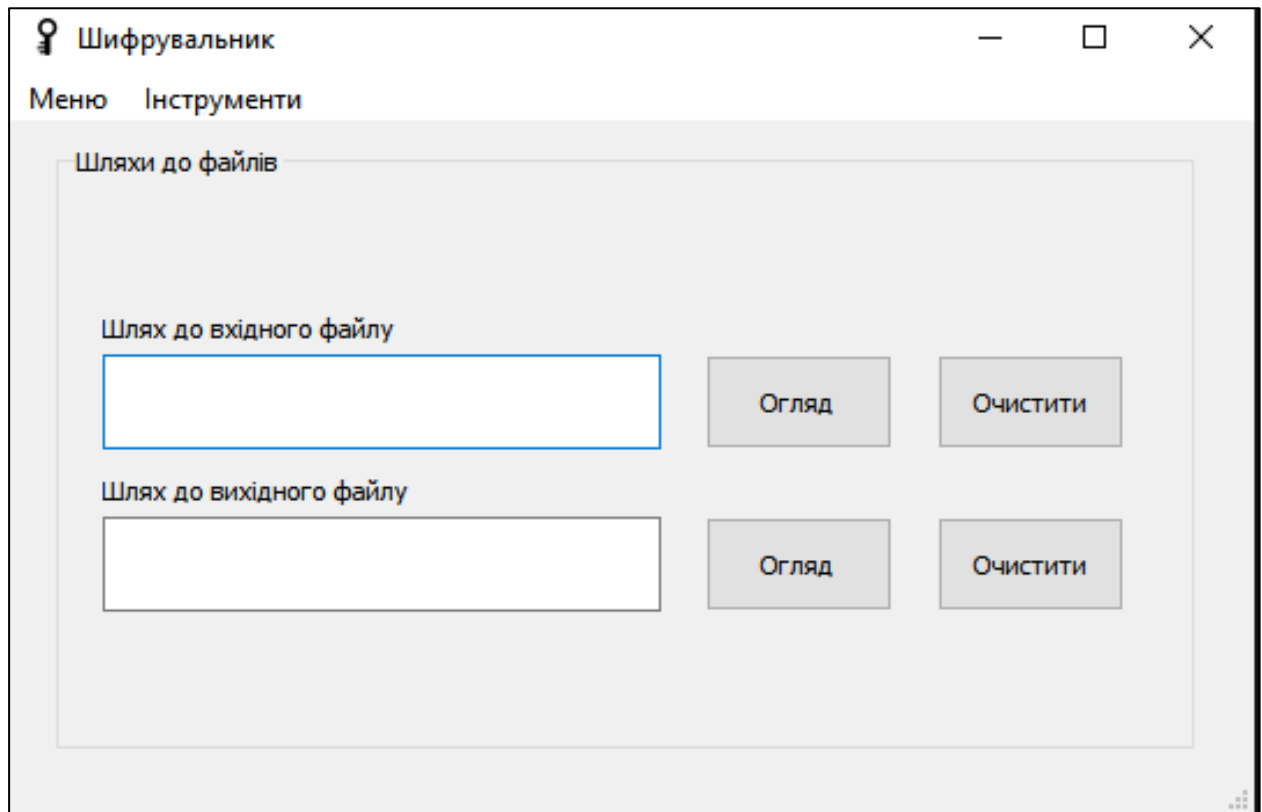 Шифрувальник
Меню Інструменти
Шляхи до файлів
Шлях до вхідного файлу
Огляд Очистити
Шлях до вихідного файлу
Огляд Очистити